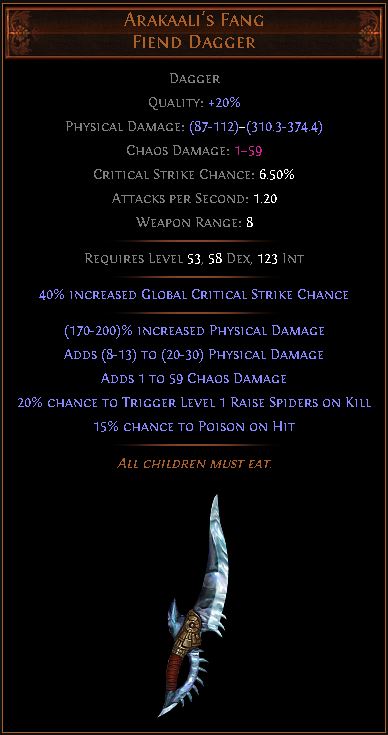 Arakaali's Fang
Fiend Dagger
Dagger
Quality: +20%
Physical Damage: (87-112)–(310.3-374.4)
Chaos Damage: 1–59
Critical Strike Chance: 6.50%
Attacks per Second: 1.20
Weapon Range: 8
Requires Level 53, 58 Dex, 123 Int
40% increased Global Critical Strike Chance
(170-200)% increased Physical Damage
Adds (8-13) to (20-30) Physical Damage
Adds 1 to 59 Chaos Damage
20% chance to Trigger Level 1 Raise Spiders on Kill
15% chance to Poison on Hit
All children must eat.